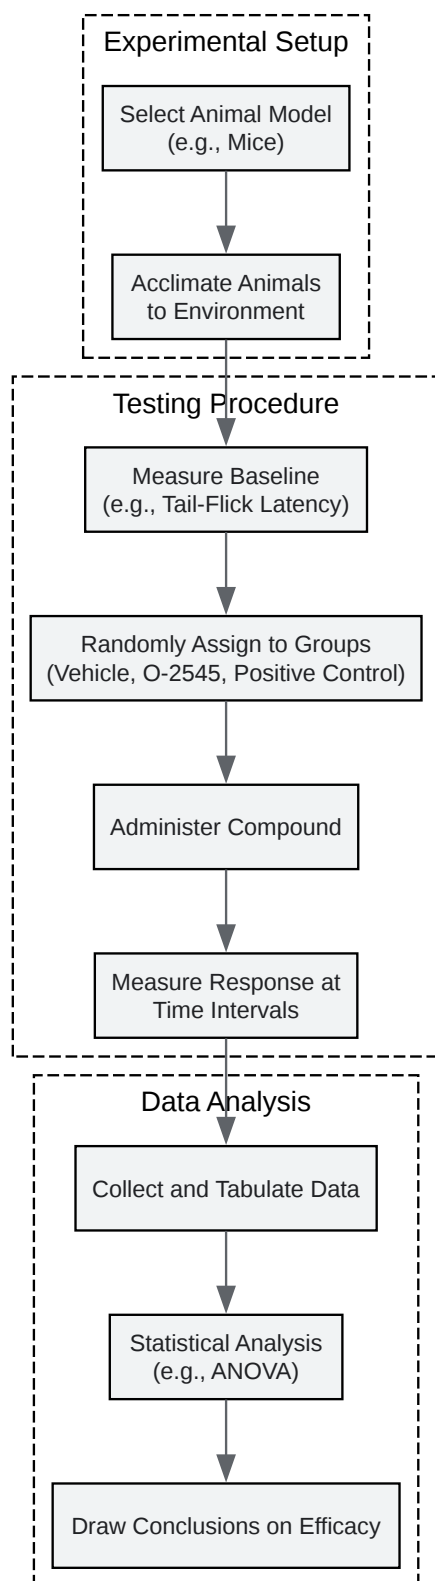 Experimental Setup
Select Animal Model
(e.g., Mice)
Acclimate Animals
to Environment
Testing Procedure
Measure Baseline
(e.g., Tail-Flick Latency)
Randomly Assign to Groups
(Vehicle, O-2545, Positive Control)
Administer Compound
Measure Response at
Time Intervals
Data Analysis
Collect and Tabulate Data
Statistical Analysis
(e.g., ANOVA)
Draw Conclusions on Efficacy